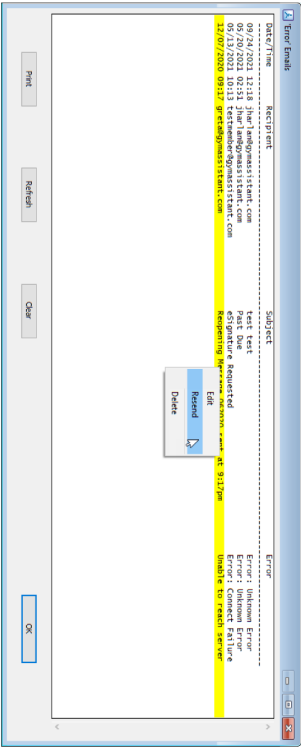 'Error' Emails
Date/Time Recipient Subject Error
09/24/2021 12:18 jharlan@gymassistant.com test test Error: Unknown Error
05/20/2021 02:51 jharlan@gymassistant.com Past Due Error: Unknown Error
05/13/2021 10:13 testmember@gymassistant.com eSignature Requested Error: Connect Failure
12/07/2020 09:17 greta@gymassistant.com Reopening Message 062020 sent at 9:17pm Unable to reach server
Edit
Resend
Delete
Print Refresh Clear OK